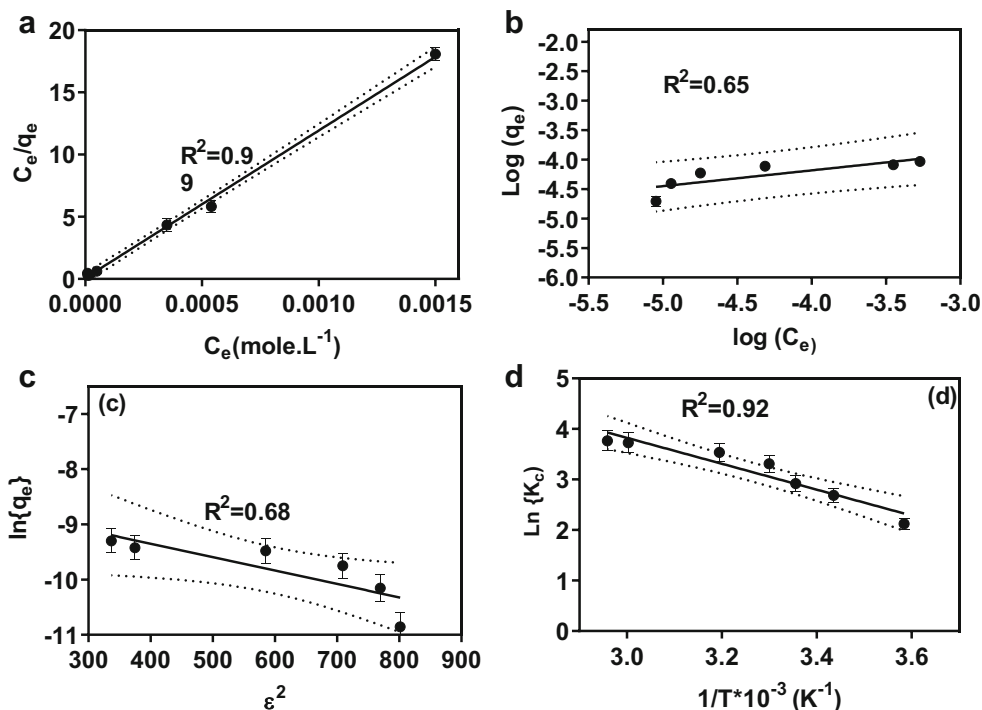 a
20
15
10
5
0
C_e/q_e
R²=0.9
9
0.0000
0.0005
0.0010
0.0015
C_e(mole.L⁻¹)
b
-2.0
-2.5
-3.0
-3.5
-4.0
-4.5
-5.0
-5.5
-6.0
Log (q_e)
R²=0.65
-5.5
-5.0
-4.5
-4.0
-3.5
-3.0
log (C_e)
c
(c)
-7
-8
-9
-10
-11
ln{q_e}
R²=0.68
300
400
500
600
700
800
900
ε²
d
(d)
5
4
3
2
1
0
Ln {K_c}
R²=0.92
3.0
3.2
3.4
3.6
1/T*10⁻³ (K⁻¹)